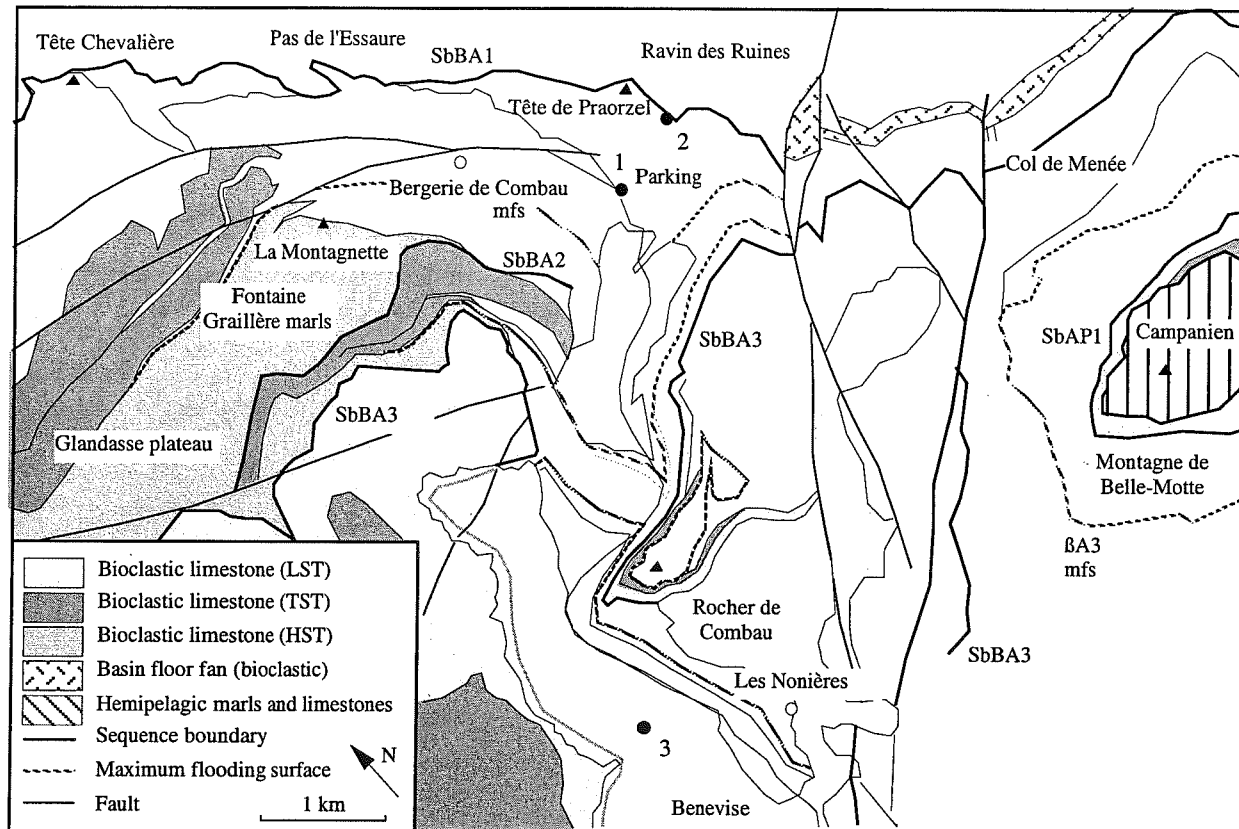 Tête Chevalière
Pas de l'Essaure
SbBA1
Ravin des Ruines
Tête de Praorzel
2
1
Parking
Col de Menée
Bergerie de Combau
mfs
La Montagnette
SbBA2
Fontaine
Graillère marls
SbBA3
SbAP1
Campanien
SbBA3
Glandasse plateau
Montagne de
Belle-Motte
ßA3
mfs
Rocher de
Combau
SbBA3
Les Nonières
3
Benevise
Bioclastic limestone (LST)
Bioclastic limestone (TST)
Bioclastic limestone (HST)
Basin floor fan (bioclastic)
Hemipelagic marls and limestones
Sequence boundary
Maximum flooding surface
Fault
N
1 km